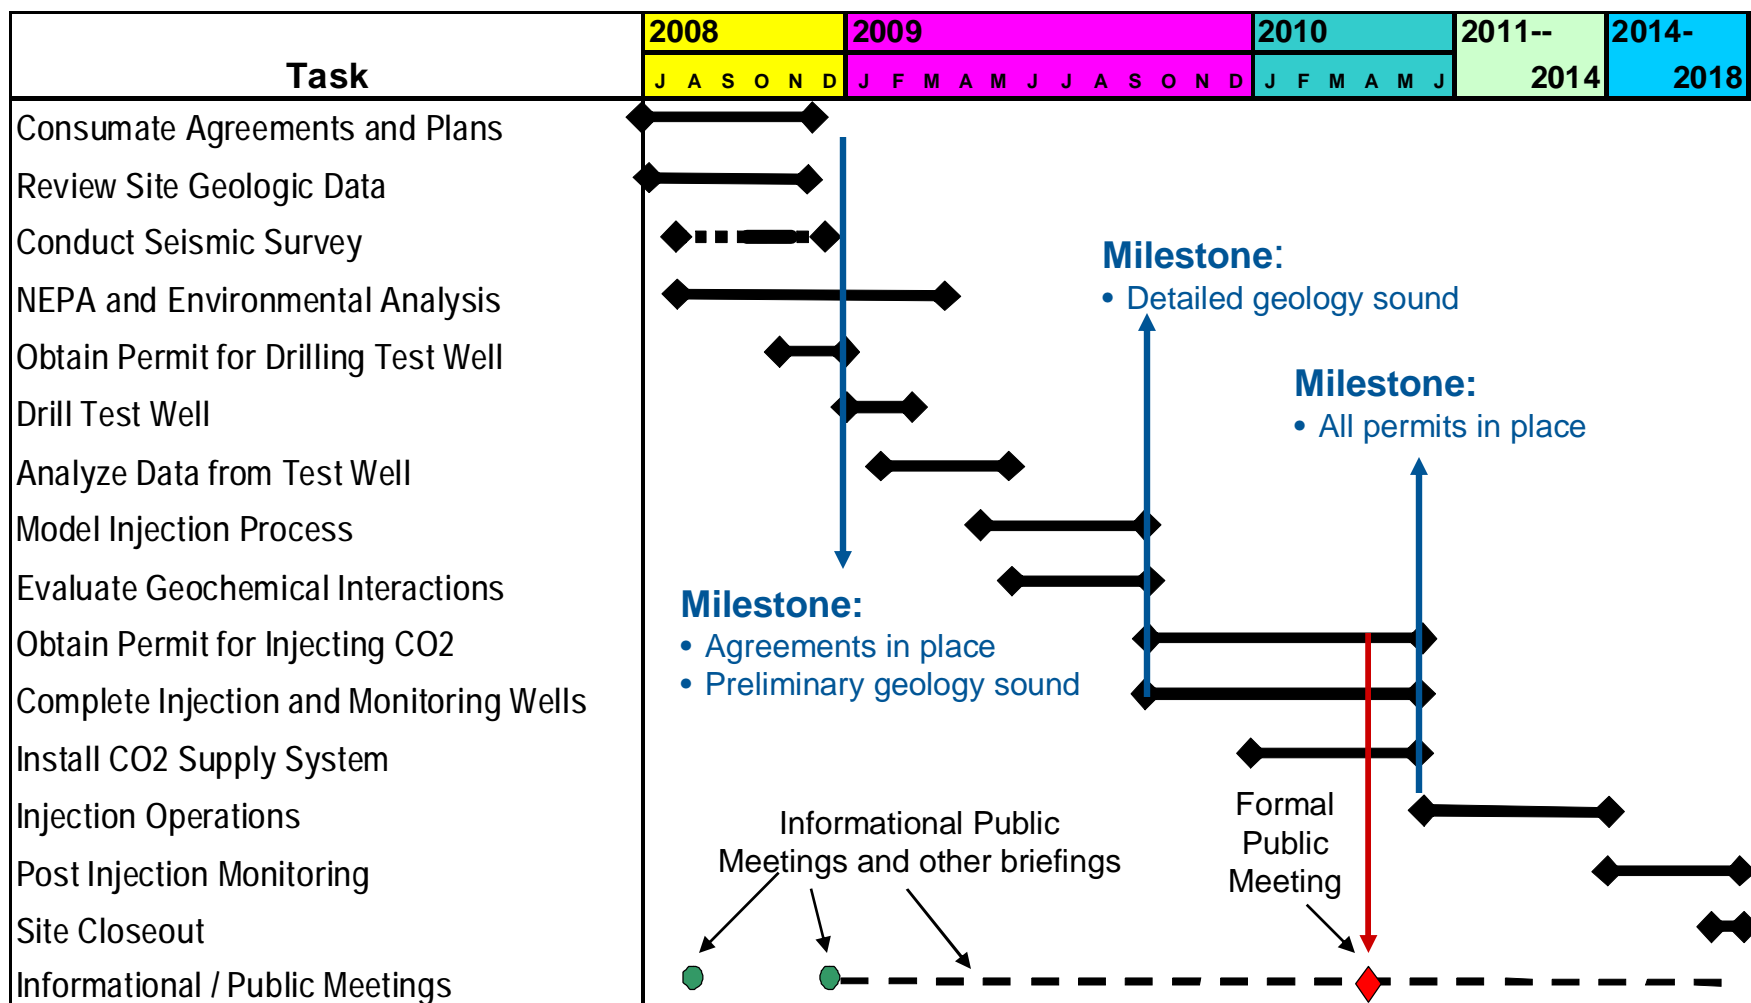 2008 2009 2010 2011-- 2014-
Task J A S O N D J F M A M J J A S O N D J F M A M J 2014 2018
Consumate Agreements and Plans
Review Site Geologic Data
Conduct Seismic Survey
Milestone:
• Detailed geology sound
NEPA and Environmental Analysis
Obtain Permit for Drilling Test Well
Milestone:
• All permits in place
Drill Test Well
Analyze Data from Test Well
Model Injection Process
Evaluate Geochemical Interactions
Milestone:
• Agreements in place
• Preliminary geology sound
Obtain Permit for Injecting CO2
Complete Injection and Monitoring Wells
Install CO2 Supply System
Injection Operations
Informational Public
Meetings and other briefings
Formal
Public
Meeting
Post Injection Monitoring
Site Closeout
Informational / Public Meetings